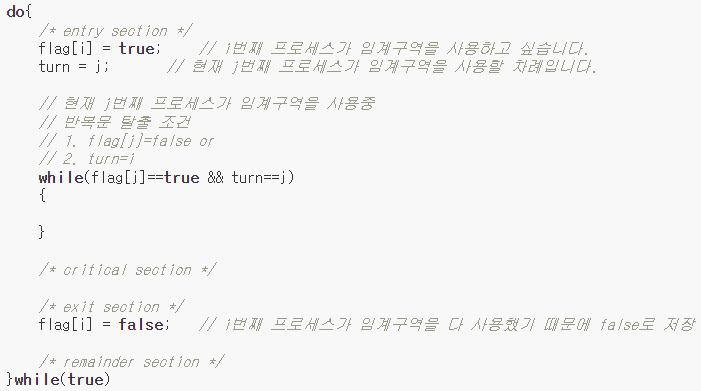 do{
/* entry section */
flag[i] = true; // i번째 프로세스가 임계구역을 사용하고 싶습니다.
turn = j; // 현재 j번째 프로세스가 임계구역을 사용할 차례입니다.
// 현재 j번째 프로세스가 임계구역을 사용중
// 반복문 탈출 조건
// 1. flag[j]=false or
// 2. turn=i
while(flag[j]==true && turn==j)
{
}
/* critical section */
/* exit section */
flag[i] = false; // i번째 프로세스가 임계구역을 다 사용했기 때문에 false로 저장
/* remainder section */
}while(true)